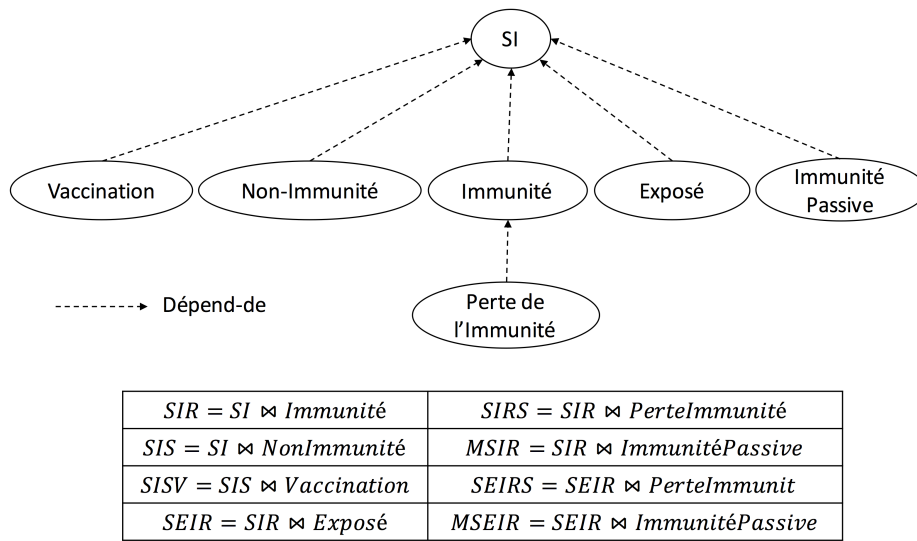 SI
Vaccination
Non-Immunité
Immunité
Exposé
Immunité
Passive
Dépend-de
Perte de
l’Immunité
SIR = SI ⋈ Immunité
SIRS = SIR ⋈ PerteImmunité
SIS = SI ⋈ NonImmunité
MSIR = SIR ⋈ ImmunitéPassive
SISV = SIS ⋈ Vaccination
SEIRS = SEIR ⋈ PerteImmunit
SEIR = SIR ⋈ Exposé
MSEIR = SEIR ⋈ ImmunitéPassive